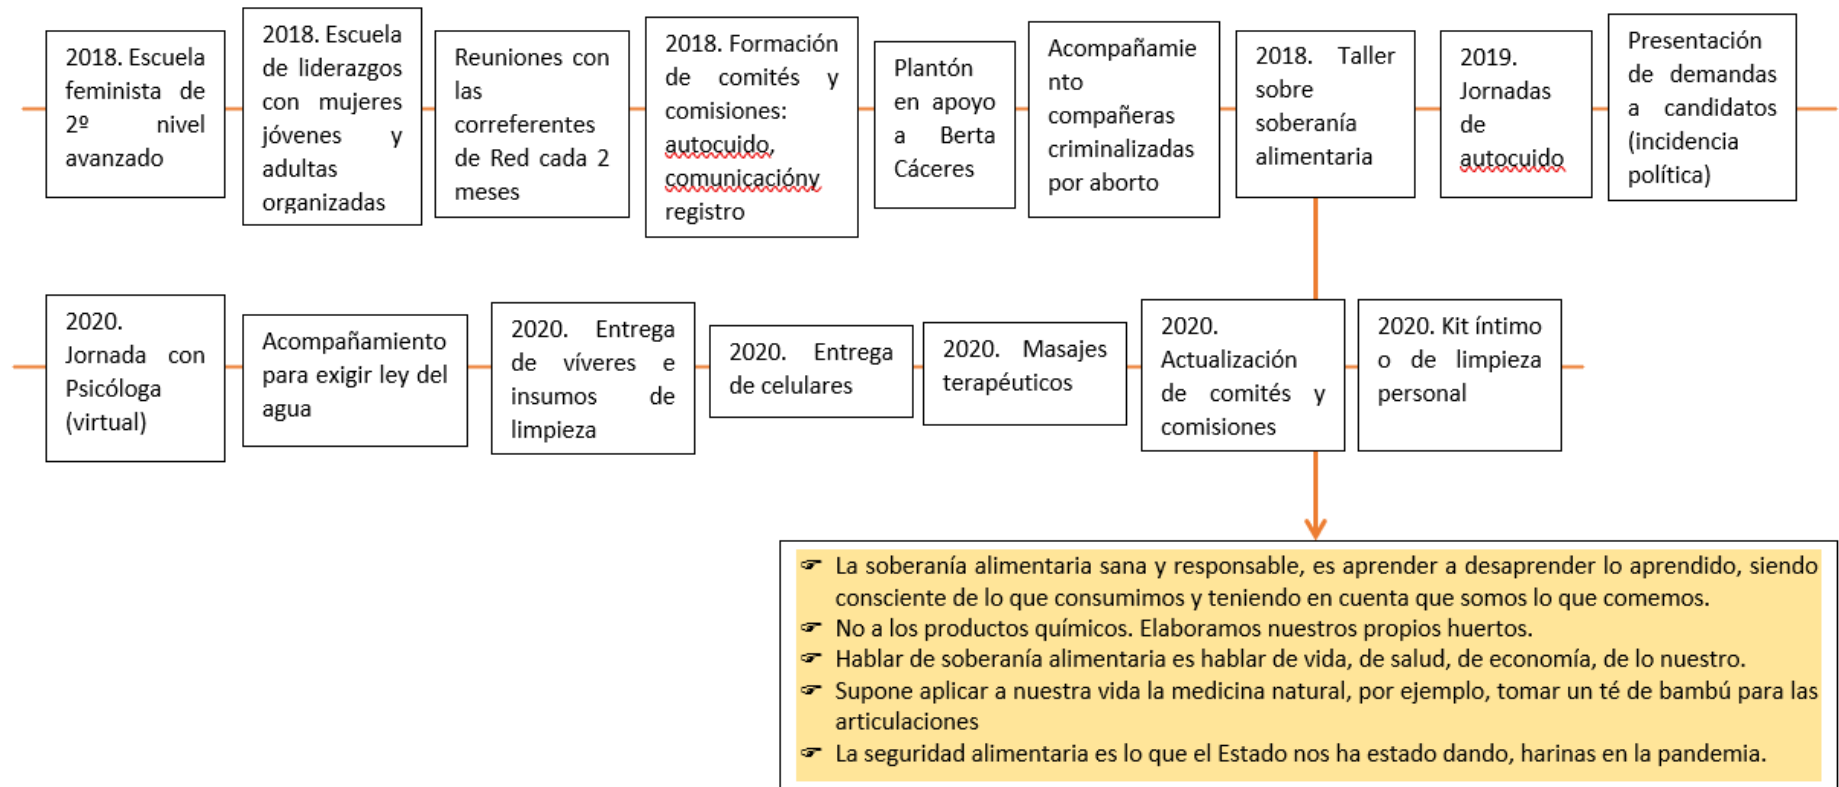 2018. Escuela
feminista de
2º nivel
avanzado
2018. Escuela
de liderazgos
con mujeres
jóvenes y
adultas
organizadas
Reuniones con
las
correferentes
de Red cada 2
meses
2018. Formación
de comités y
comisiones:
autocuido,
comunicacióny
registro
Plantón
en apoyo
a Berta
Cáceres
Acompañamie
nto
compañeras
criminalizadas
por aborto
2018. Taller
sobre
soberanía
alimentaria
2019.
Jornadas
de
autocuido
Presentación
de demandas
a candidatos
(incidencia
política)
2020.
Jornada con
Psicóloga
(virtual)
Acompañamiento
para exigir ley del
agua
2020. Entrega
de víveres e
insumos de
limpieza
2020. Entrega
de celulares
2020. Masajes
terapéuticos
2020.
Actualización
de comités y
comisiones
2020. Kit íntimo
o de limpieza
personal
La soberanía alimentaria sana y responsable, es aprender a desaprender lo aprendido, siendo
consciente de lo que consumimos y teniendo en cuenta que somos lo que comemos.
No a los productos químicos. Elaboramos nuestros propios huertos.
Hablar de soberanía alimentaria es hablar de vida, de salud, de economía, de lo nuestro.
Supone aplicar a nuestra vida la medicina natural, por ejemplo, tomar un té de bambú para las
articulaciones
La seguridad alimentaria es lo que el Estado nos ha estado dando, harinas en la pandemia.